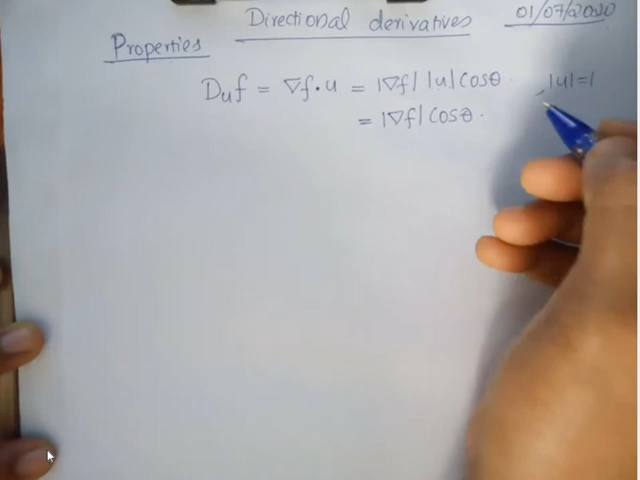 Directional derivatives 01/07/2020
Properties
Duf = ∇f·u = |∇f| |u| Cosθ , |u|=1
= |∇f| Cosθ.